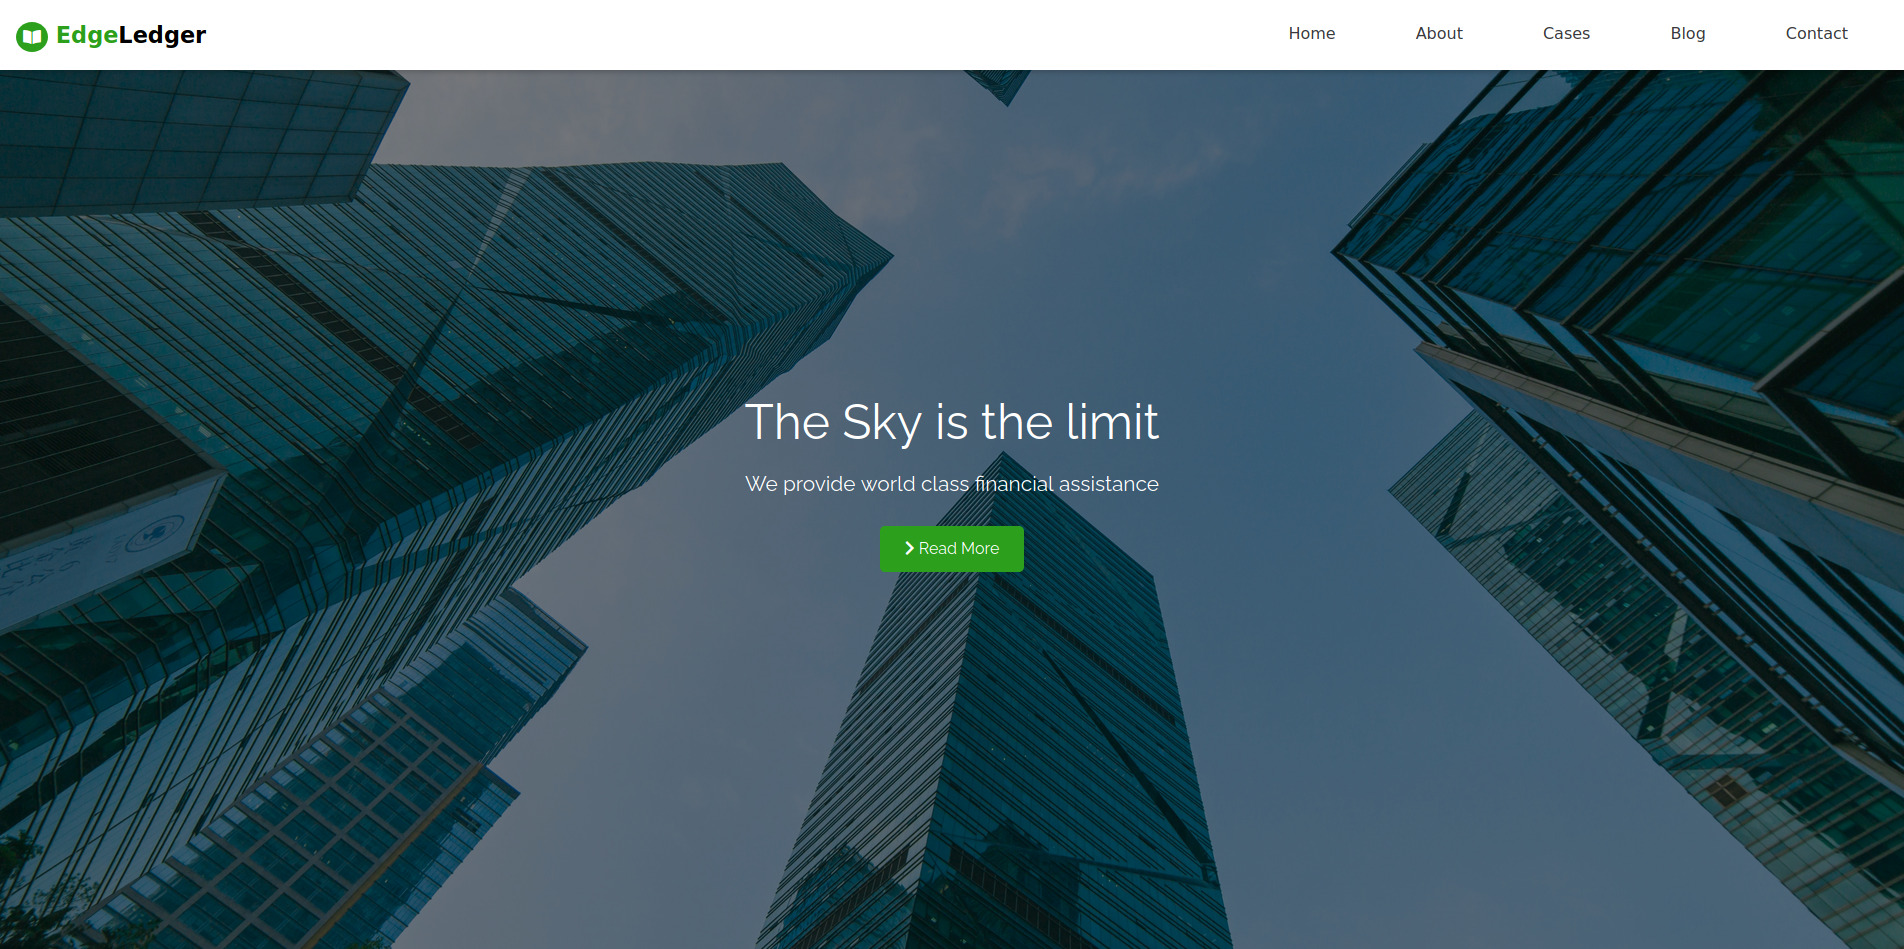 EdgeLedger
Home
About
Cases
Blog
Contact
The Sky is the limit
We provide world class financial assistance
Read More